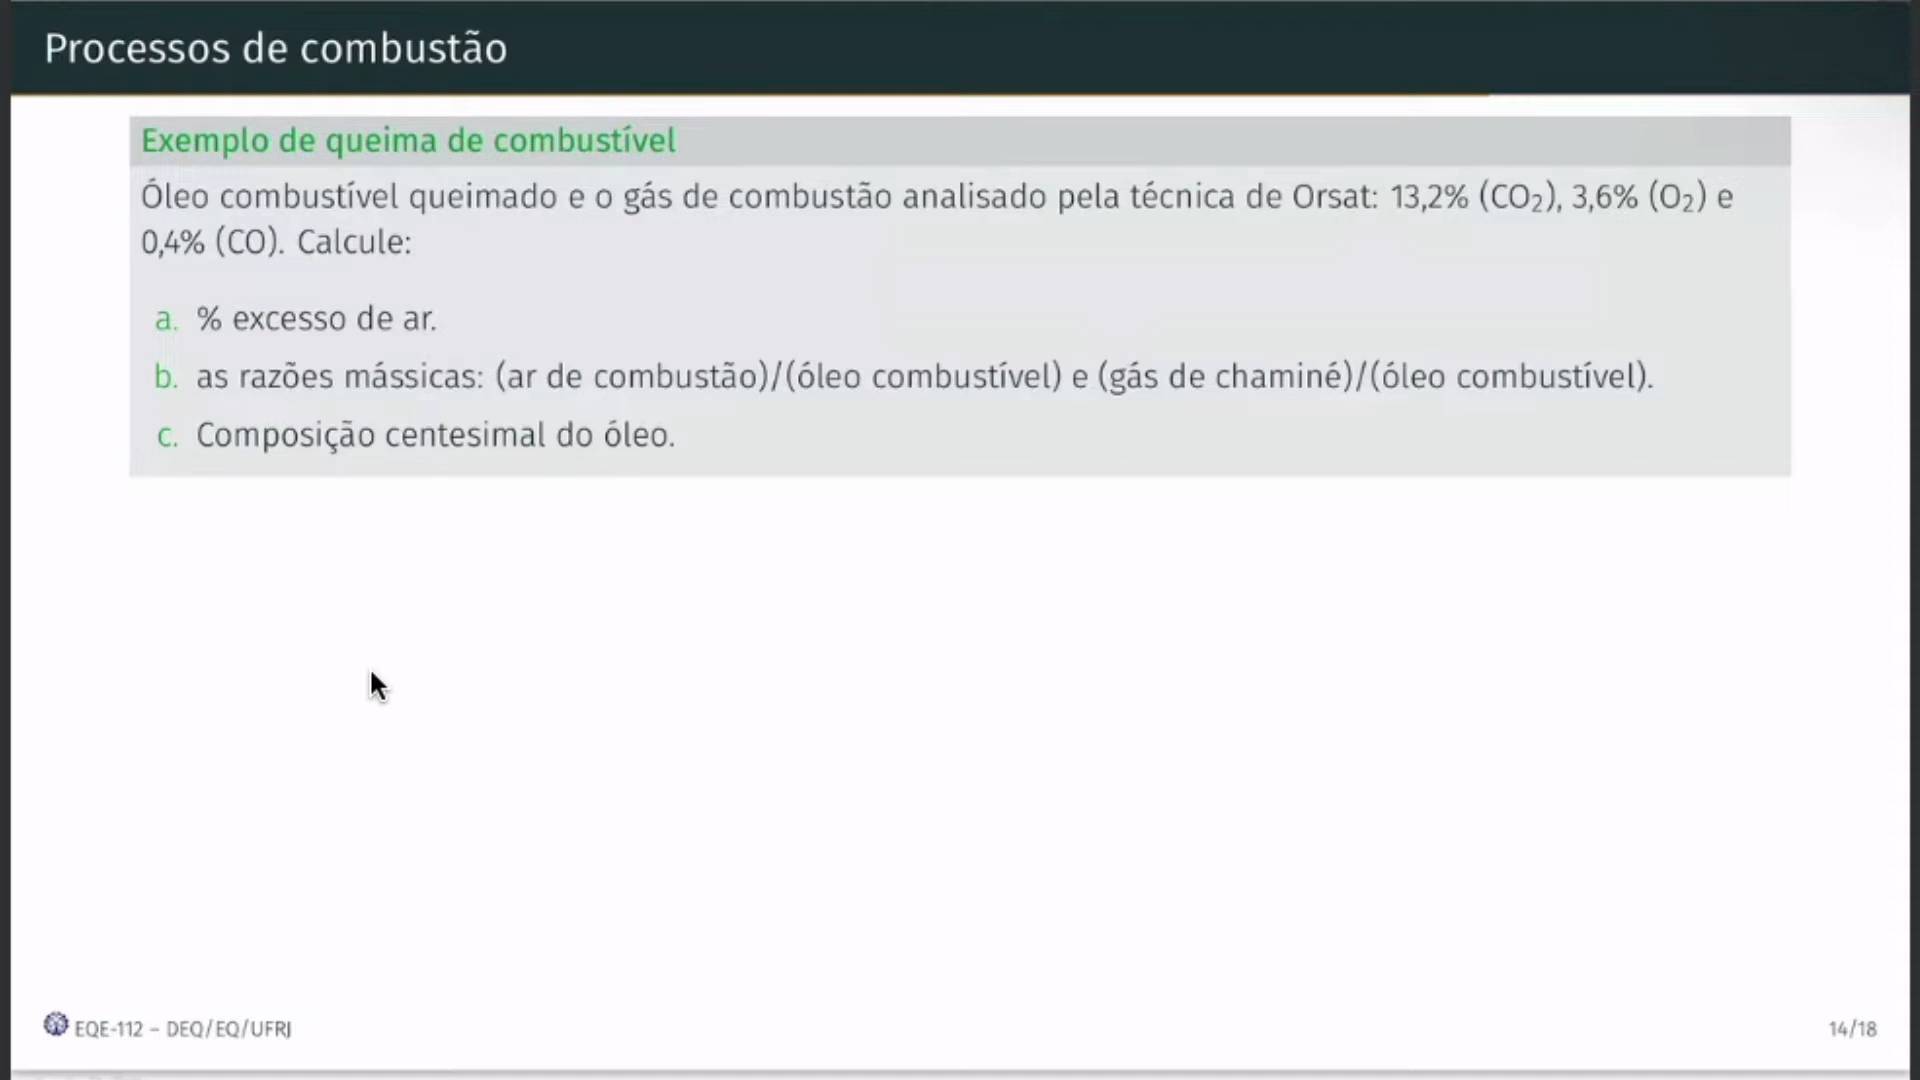 Processos de combustão
Exemplo de queima de combustível
Óleo combustível queimado e o gás de combustão analisado pela técnica de Orsat: 13,2% (CO₂), 3,6% (O₂) e
0,4% (CO). Calcule:
a. % excesso de ar.
b. as razões mássicas: (ar de combustão)/(óleo combustível) e (gás de chaminé)/(óleo combustível).
c. Composição centesimal do óleo.
EQE-112 – DEQ/EQ/UFRJ
14/18